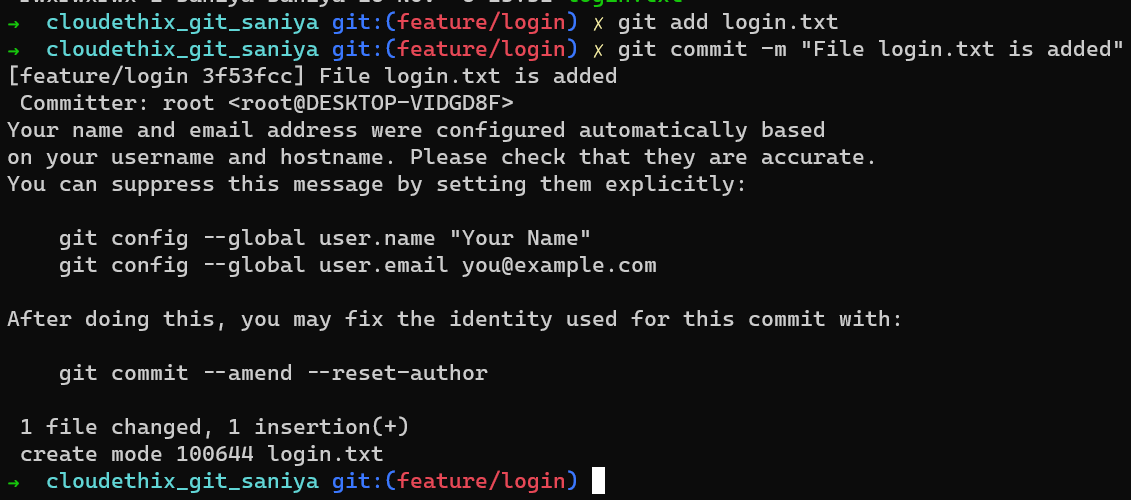 → cloudethix_git_saniya git:(feature/login) ✗ git add login.txt
→ cloudethix_git_saniya git:(feature/login) ✗ git commit -m "File login.txt is added"
[feature/login 3f53fcc] File login.txt is added
 Committer: root <root@DESKTOP-VIDGD8F>
Your name and email address were configured automatically based
on your username and hostname. Please check that they are accurate.
You can suppress this message by setting them explicitly:

    git config --global user.name "Your Name"
    git config --global user.email you@example.com

After doing this, you may fix the identity used for this commit with:

    git commit --amend --reset-author

 1 file changed, 1 insertion(+)
 create mode 100644 login.txt
→ cloudethix_git_saniya git:(feature/login)